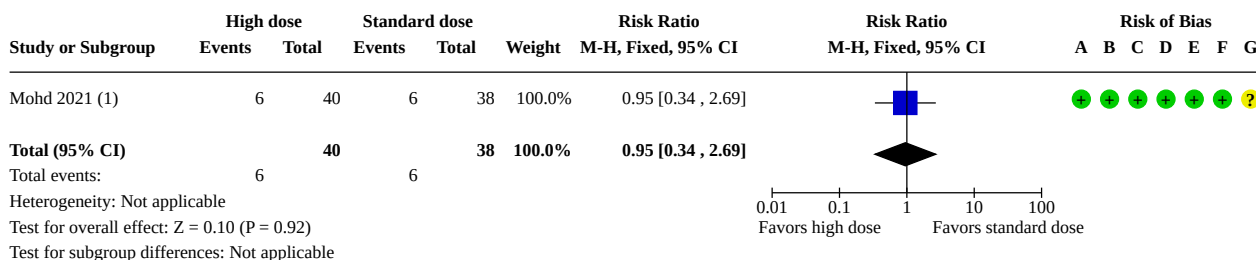 High dose Standard dose Risk Ratio Risk Ratio Risk of Bias
Study or Subgroup Events Total Events Total Weight M-H, Fixed, 95% CI M-H, Fixed, 95% CI A B C D E F G
Mohd 2021 (1) 6 40 6 38 100.0% 0.95 [0.34 , 2.69] + + + + + + ?
Total (95% CI) 40 38 100.0% 0.95 [0.34 , 2.69]
Total events: 6 6
Heterogeneity: Not applicable
0.01 0.1 1 10 100
Test for overall effect: Z = 0.10 (P = 0.92) Favors high dose Favors standard dose
Test for subgroup differences: Not applicable